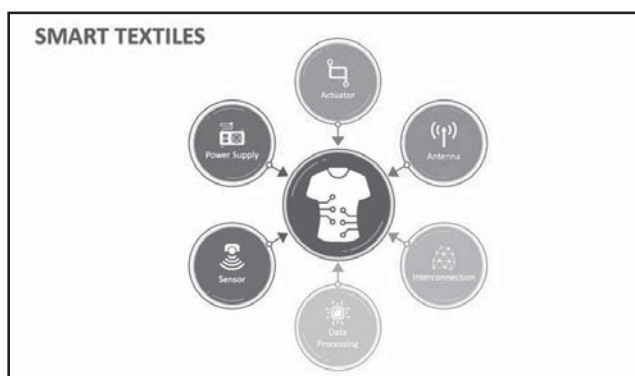 SMART TEXTILES
Actuator
Power Supply
Antenna
Sensor
Interconnection
Data
Processing